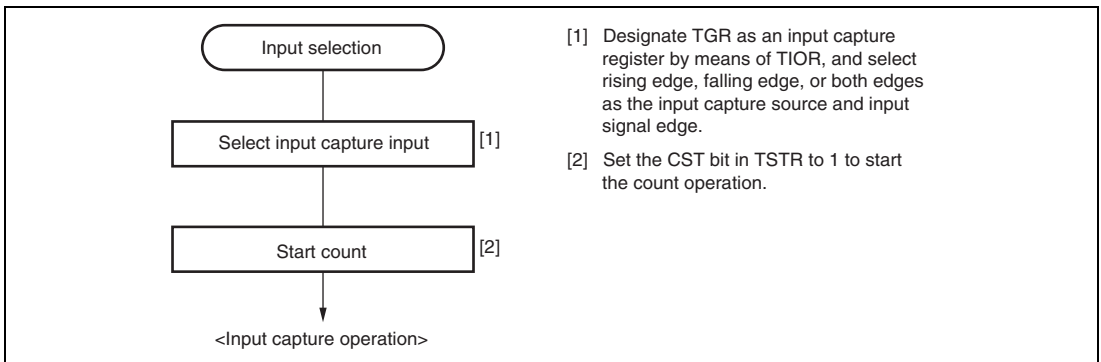 Input selection
Select input capture input
[1]
Start count
[2]
<Input capture operation>
[1] Designate TGR as an input capture
register by means of TIOR, and select
rising edge, falling edge, or both edges
as the input capture source and input
signal edge.
[2] Set the CST bit in TSTR to 1 to start
the count operation.